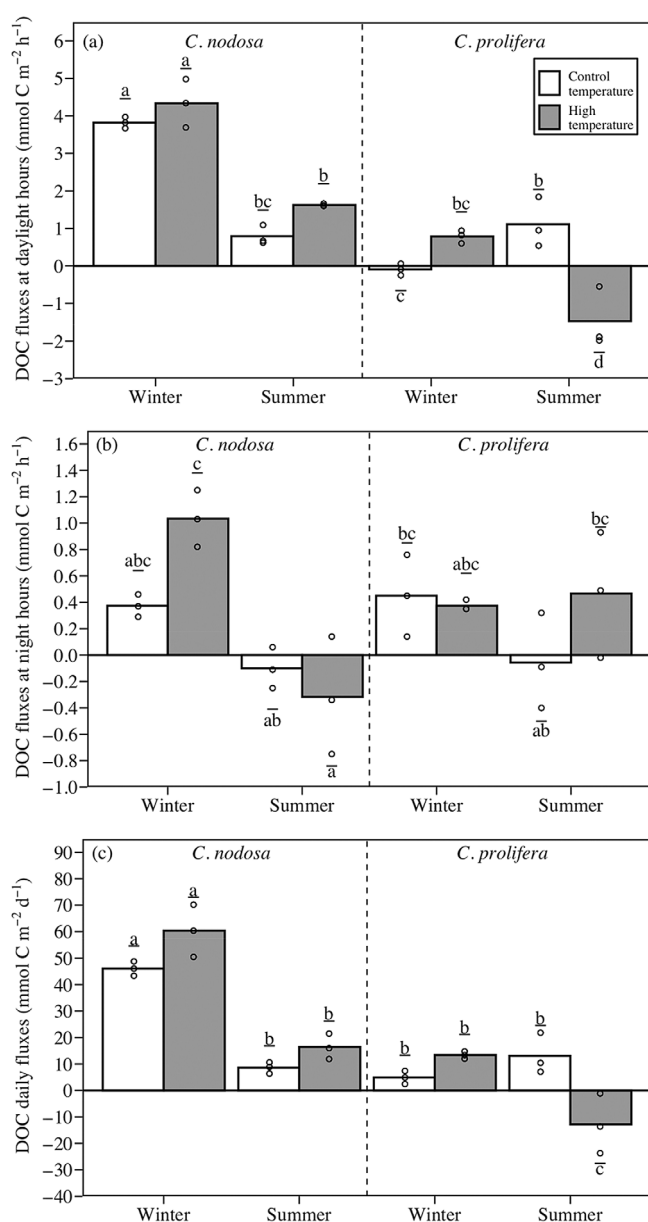 (a)
C. nodosa
C. prolifera
Control
temperature
High
temperature
DOC fluxes at daylight hours (mmol C m⁻² h⁻¹)
6
5
4
3
2
1
0
−1
−2
−3
a
a
bc
b
c
bc
b
d
Winter
Summer
Winter
Summer
(b)
C. nodosa
C. prolifera
DOC fluxes at night hours (mmol C m⁻² h⁻¹)
1.6
1.4
1.2
1.0
0.8
0.6
0.4
0.2
0.0
−0.2
−0.4
−0.6
−0.8
−1.0
abc
c
ab
a
bc
abc
ab
bc
Winter
Summer
Winter
Summer
(c)
C. nodosa
C. prolifera
DOC daily fluxes (mmol C m⁻² d⁻¹)
90
80
70
60
50
40
30
20
10
0
−10
−20
−30
−40
a
a
b
b
b
b
b
c
Winter
Summer
Winter
Summer